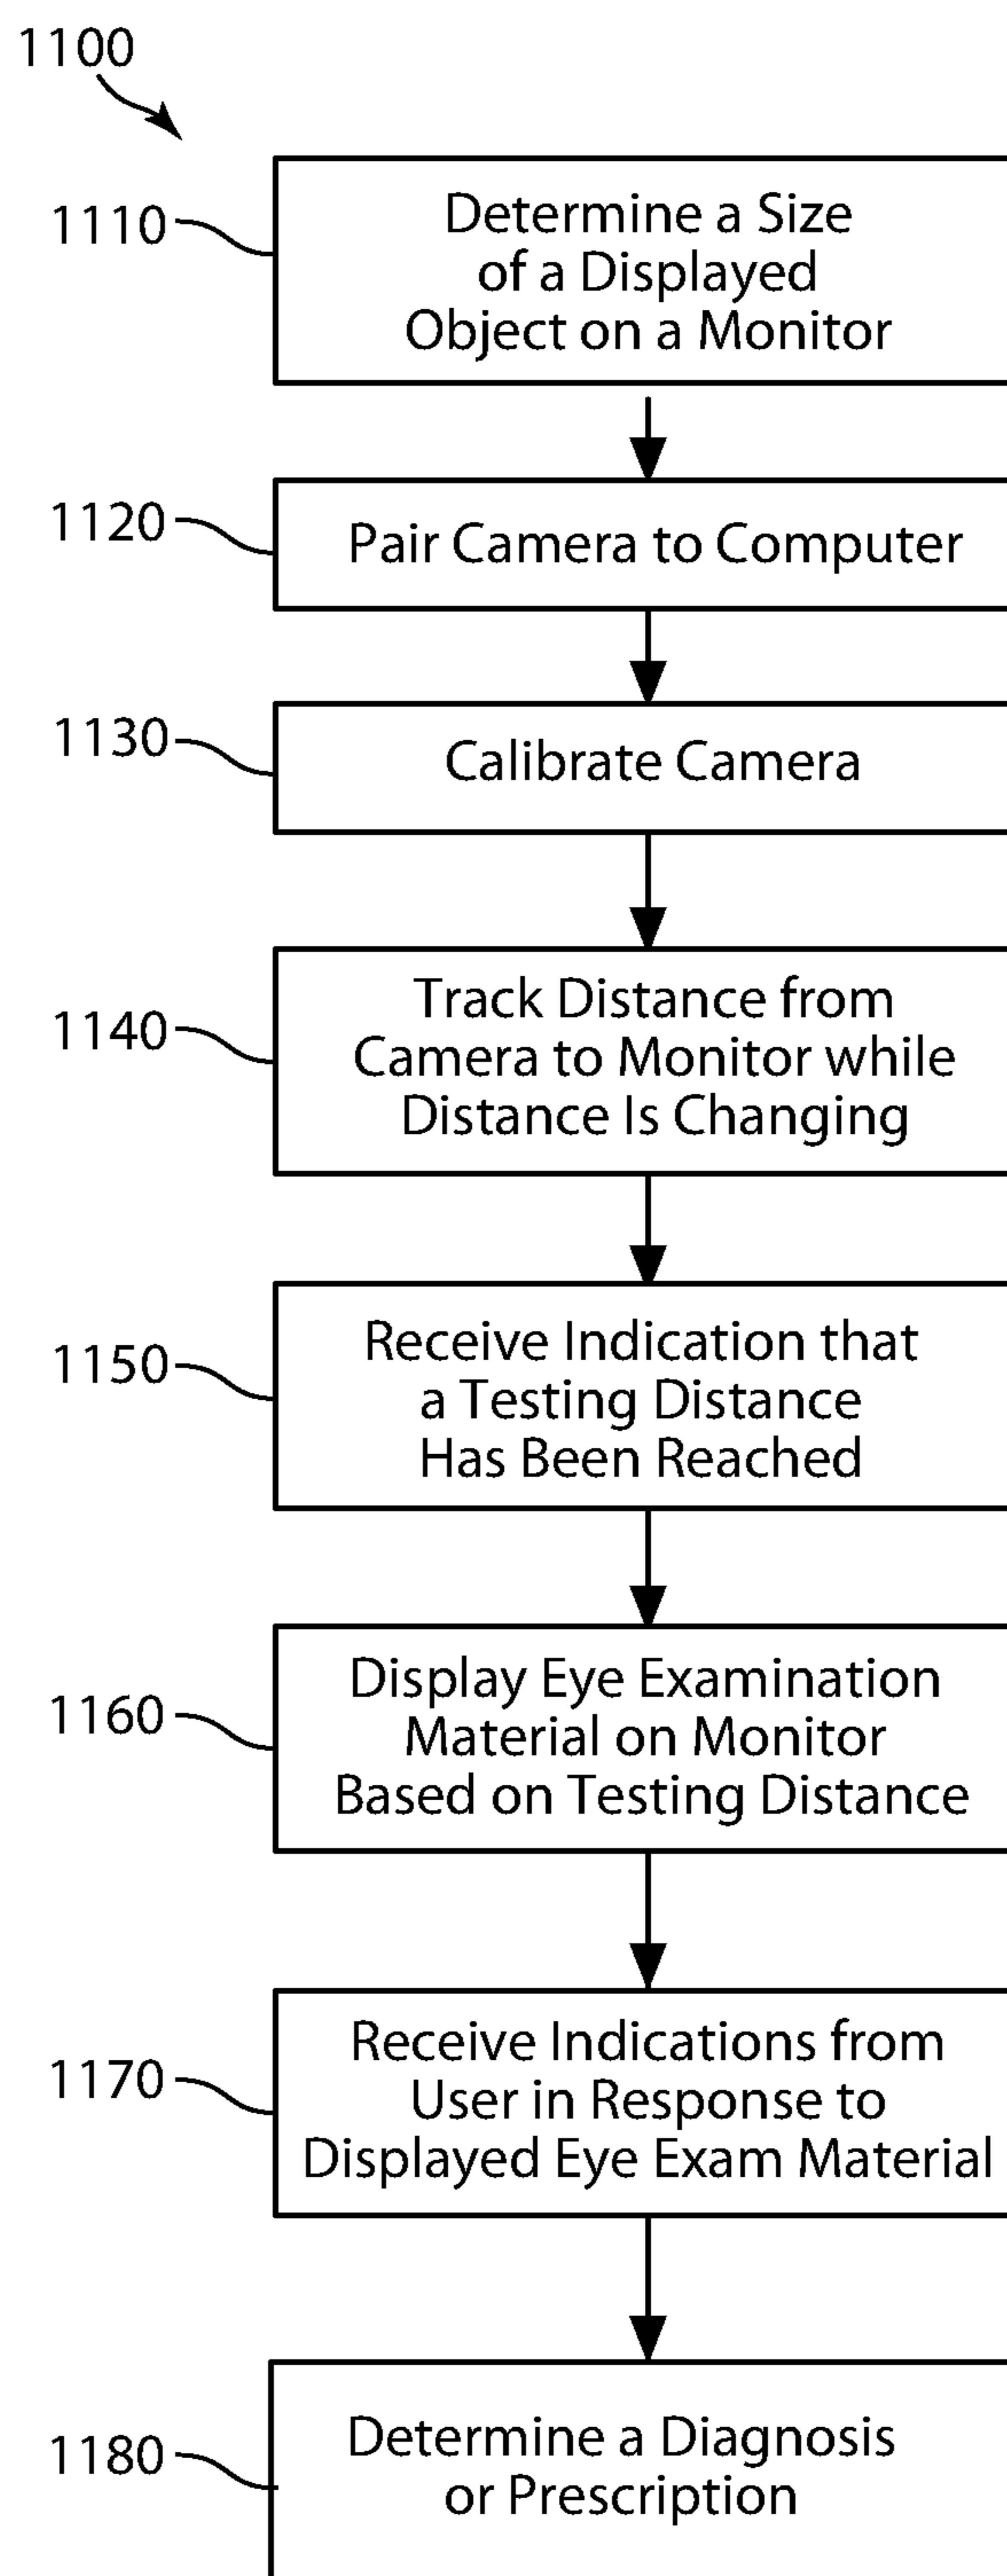 1100
1110
Determine a Size
of a Displayed
Object on a Monitor
1120
Pair Camera to Computer
1130
Calibrate Camera
1140
Track Distance from
Camera to Monitor while
Distance Is Changing
1150
Receive Indication that
a Testing Distance
Has Been Reached
1160
Display Eye Examination
Material on Monitor
Based on Testing Distance
1170
Receive Indications from
User in Response to
Displayed Eye Exam Material
1180
Determine a Diagnosis
or Prescription